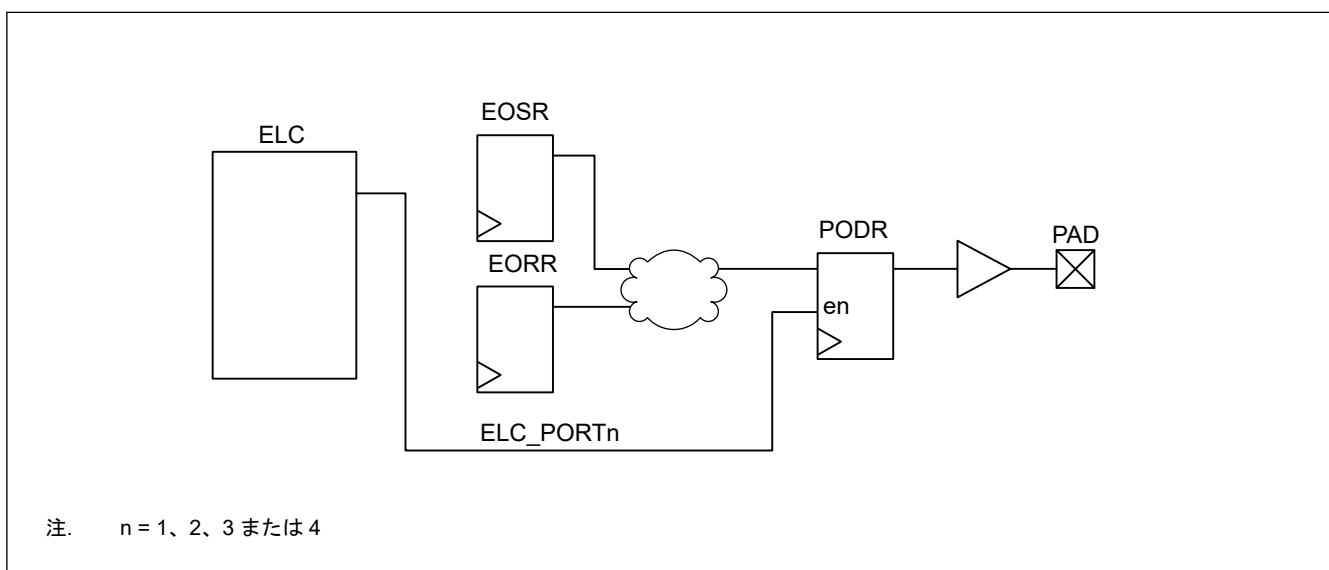 ELC
EOSR
EORR
PODR
PAD
en
ELC_PORTn
注. n = 1、2、3 または 4